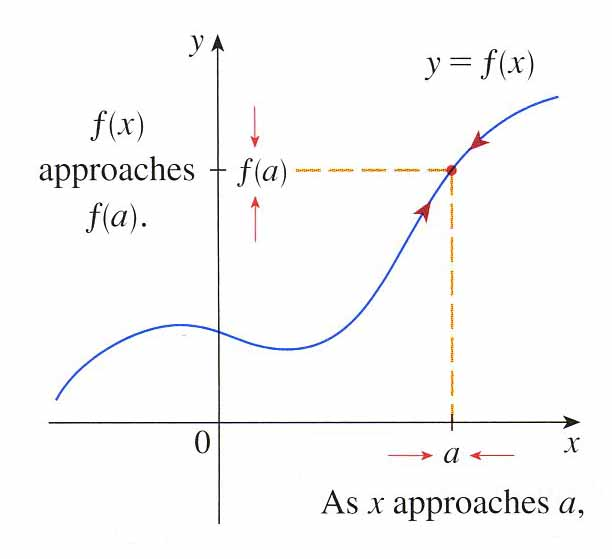 y
y = f(x)
f(x)
approaches
f(a).
f(a)
0
a
x
As x approaches a,